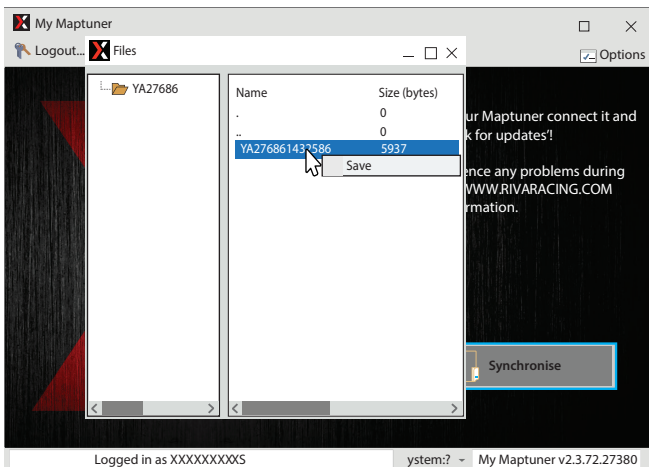 My Maptuner
Logout...
Files
Options
YA27686
Name Size (bytes)
. 0
.. 0
YA276861432586 5937
Save
ur Maptuner connect it and
k for updates'!
ence any problems during
WWW.RIVARACING.COM
rmation.
Synchronise
Logged in as XXXXXXXXXS
ystem:?
My Maptuner v2.3.72.27380